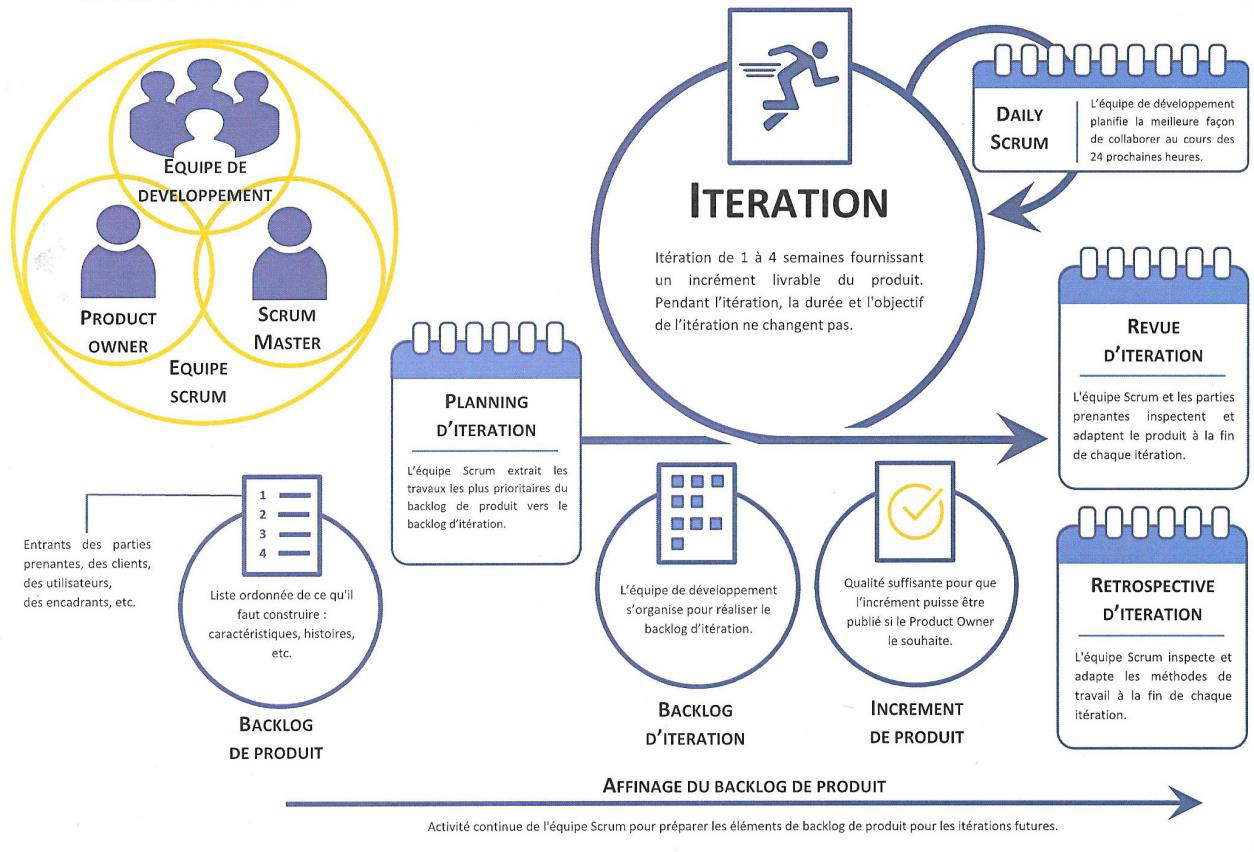 EQUIPE DE
DEVELOPPEMENT
PRODUCT
OWNER
SCRUM
MASTER
EQUIPE
SCRUM
ITERATION
Itération de 1 à 4 semaines fournissant
un incrément livrable du produit.
Pendant l'itération, la durée et l'objectif
de l'itération ne changent pas.
DAILY
SCRUM
L'équipe de développement
planifie la meilleure façon
de collaborer au cours des
24 prochaines heures.
PLANNING
D'ITERATION
L'équipe Scrum extrait les
travaux les plus prioritaires du
backlog de produit vers le
backlog d'itération.
REVUE
D'ITERATION
L'équipe Scrum et les parties
prenantes inspectent et
adaptent le produit à la fin
de chaque itération.
Entrants des parties
prenantes, des clients,
des utilisateurs,
des encadrants, etc.
1
2
3
4
Liste ordonnée de ce qu'il
faut construire :
caractéristiques, histoires,
etc.
BACKLOG
DE PRODUIT
L'équipe de développement
s'organise pour réaliser le
backlog d'itération.
BACKLOG
D'ITERATION
Qualité suffisante pour que
l'incrément puisse être
publié si le Product Owner
le souhaite.
INCREMENT
DE PRODUIT
RETROSPECTIVE
D'ITERATION
L'équipe Scrum inspecte et
adapte les méthodes de
travail à la fin de chaque
itération.
AFFINAGE DU BACKLOG DE PRODUIT
Activité continue de l'équipe Scrum pour préparer les éléments de backlog de produit pour les itérations futures.